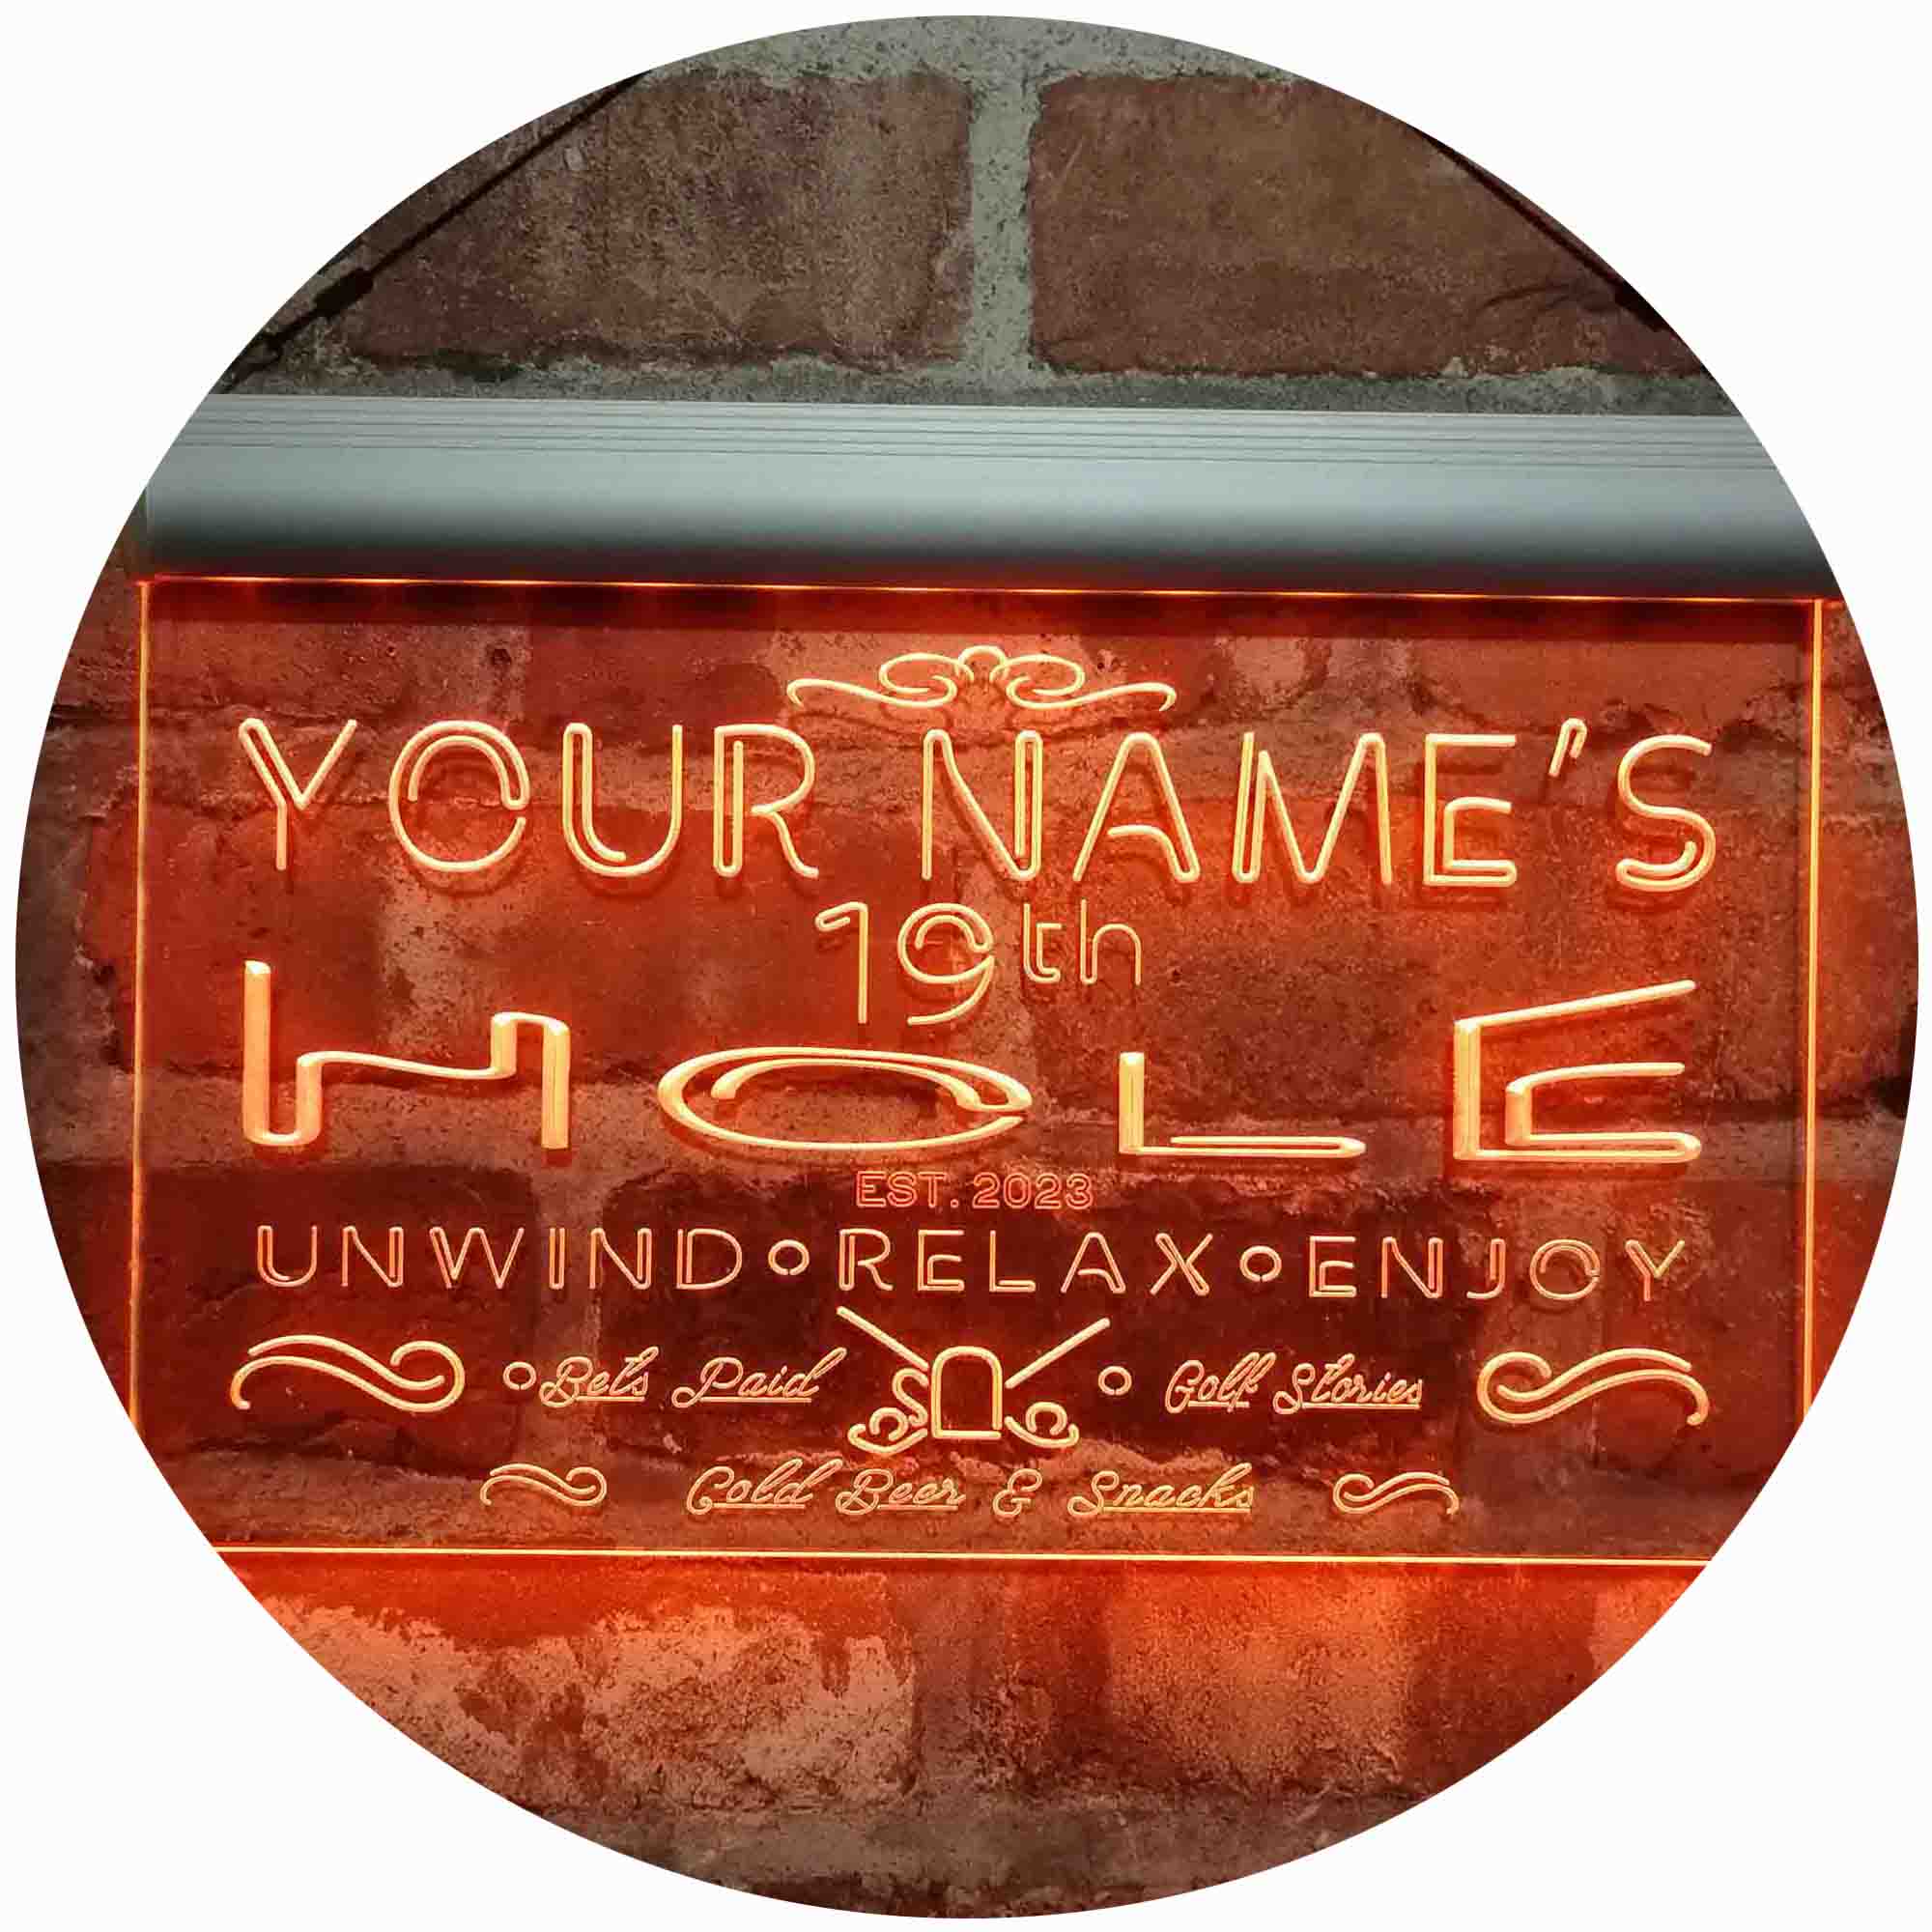 YOUR NAME'S
19th
HOLE
EST. 2023
UNWIND•RELAX•ENJOY
Bets Paid Golf Stories
Cold Beer & Snacks